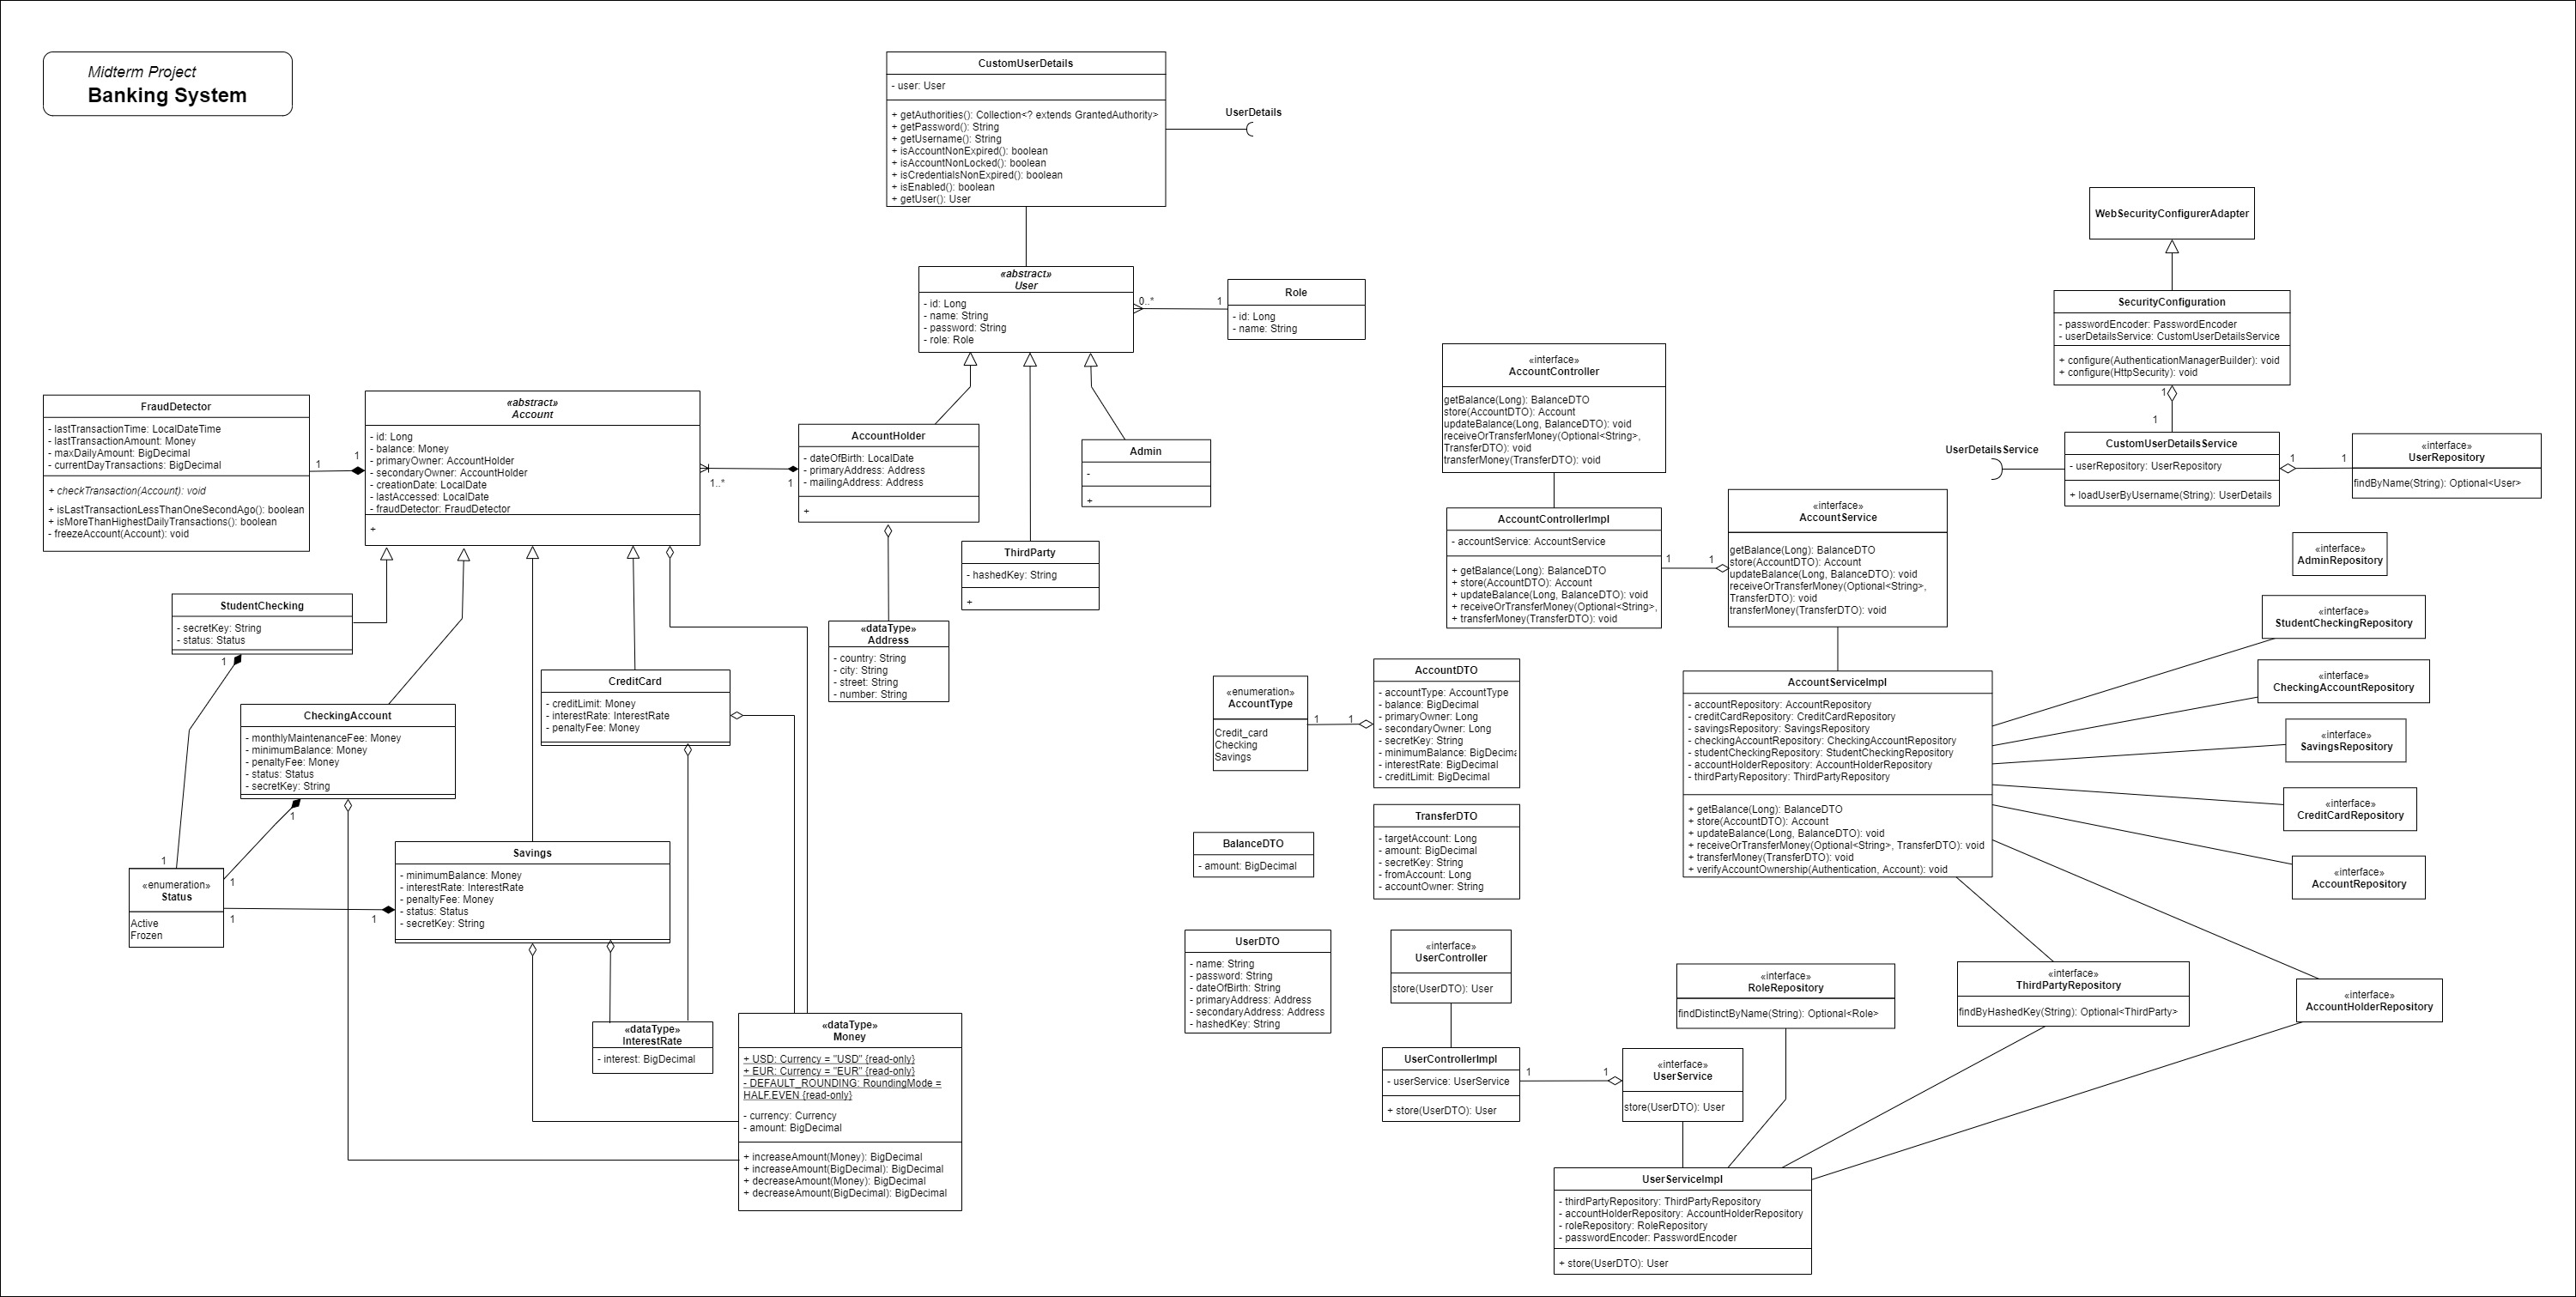 Midterm Project
Banking System
CustomUserDetails
- user: User
+ getAuthorities(): Collection<? extends GrantedAuthority>
+ getPassword(): String
+ getUsername(): String
+ isAccountNonExpired(): boolean
+ isAccountNonLocked(): boolean
+ isCredentialsNonExpired(): boolean
+ isEnabled(): boolean
+ getUser(): User
UserDetails
«abstract»
User
- id: Long
- name: String
- password: String
- role: Role
0..*
1
Role
- id: Long
- name: String
FraudDetector
- lastTransactionTime: LocalDateTime
- lastTransactionAmount: Money
- maxDailyAmount: BigDecimal
- currentDayTransactions: BigDecimal
+ checkTransaction(Account): void
+ isLastTransactionLessThanOneSecondAgo(): boolean
+ isMoreThanHighestDailyTransactions(): boolean
- freezeAccount(Account): void
1
1
«abstract»
Account
- id: Long
- balance: Money
- primaryOwner: AccountHolder
- secondaryOwner: AccountHolder
- creationDate: LocalDate
- lastAccessed: LocalDate
- fraudDetector: FraudDetector
+
1..*
1
AccountHolder
- dateOfBirth: LocalDate
- primaryAddress: Address
- mailingAddress: Address
+
Admin
-
+
ThirdParty
- hashedKey: String
+
«dataType»
Address
- country: String
- city: String
- street: String
- number: String
StudentChecking
- secretKey: String
- status: Status
1
CheckingAccount
- monthlyMaintenanceFee: Money
- minimumBalance: Money
- penaltyFee: Money
- status: Status
- secretKey: String
1
CreditCard
- creditLimit: Money
- interestRate: InterestRate
- penaltyFee: Money
Savings
- minimumBalance: Money
- interestRate: InterestRate
- penaltyFee: Money
- status: Status
- secretKey: String
1
1
1
1
«enumeration»
Status
Active
Frozen
«dataType»
InterestRate
- interest: BigDecimal
«dataType»
Money
+ USD: Currency = "USD" {read-only}
+ EUR: Currency = "EUR" {read-only}
- DEFAULT_ROUNDING: RoundingMode =
HALF.EVEN {read-only}
- currency: Currency
- amount: BigDecimal
+ increaseAmount(Money): BigDecimal
+ increaseAmount(BigDecimal): BigDecimal
+ decreaseAmount(Money): BigDecimal
+ decreaseAmount(BigDecimal): BigDecimal
«interface»
AccountController
getBalance(Long): BalanceDTO
store(AccountDTO): Account
updateBalance(Long, BalanceDTO): void
receiveOrTransferMoney(Optional<String>,
TransferDTO): void
transferMoney(TransferDTO): void
AccountControllerImpl
- accountService: AccountService
+ getBalance(Long): BalanceDTO
+ store(AccountDTO): Account
+ updateBalance(Long, BalanceDTO): void
+ receiveOrTransferMoney(Optional<String>,
+ transferMoney(TransferDTO): void
1
1
«interface»
AccountService
getBalance(Long): BalanceDTO
store(AccountDTO): Account
updateBalance(Long, BalanceDTO): void
receiveOrTransferMoney(Optional<String>,
TransferDTO): void
transferMoney(TransferDTO): void
«enumeration»
AccountType
Credit_card
Checking
Savings
1
1
AccountDTO
- accountType: AccountType
- balance: BigDecimal
- primaryOwner: Long
- secondaryOwner: Long
- secretKey: String
- minimumBalance: BigDecima
- interestRate: BigDecimal
- creditLimit: BigDecimal
BalanceDTO
- amount: BigDecimal
TransferDTO
- targetAccount: Long
- amount: BigDecimal
- secretKey: String
- fromAccount: Long
- accountOwner: String
AccountServiceImpl
- accountRepository: AccountRepository
- creditCardRepository: CreditCardRepository
- savingsRepository: SavingsRepository
- checkingAccountRepository: CheckingAccountRepository
- studentCheckingRepository: StudentCheckingRepository
- accountHolderRepository: AccountHolderRepository
- thirdPartyRepository: ThirdPartyRepository
+ getBalance(Long): BalanceDTO
+ store(AccountDTO): Account
+ updateBalance(Long, BalanceDTO): void
+ receiveOrTransferMoney(Optional<String>, TransferDTO): void
+ transferMoney(TransferDTO): void
+ verifyAccountOwnership(Authentication, Account): void
WebSecurityConfigurerAdapter
SecurityConfiguration
- passwordEncoder: PasswordEncoder
- userDetailsService: CustomUserDetailsService
+ configure(AuthenticationManagerBuilder): void
+ configure(HttpSecurity): void
1
1
UserDetailsService
CustomUserDetailsService
- userRepository: UserRepository
+ loadUserByUsername(String): UserDetails
1
1
«interface»
UserRepository
findByName(String): Optional<User>
«interface»
AdminRepository
«interface»
StudentCheckingRepository
«interface»
CheckingAccountRepository
«interface»
SavingsRepository
«interface»
CreditCardRepository
«interface»
AccountRepository
UserDTO
- name: String
- password: String
- dateOfBirth: String
- primaryAddress: Address
- secondaryAddress: Address
- hashedKey: String
«interface»
UserController
store(UserDTO): User
«interface»
RoleRepository
findDistinctByName(String): Optional<Role>
«interface»
ThirdPartyRepository
findByHashedKey(String): Optional<ThirdParty>
«interface»
AccountHolderRepository
UserControllerImpl
- userService: UserService
+ store(UserDTO): User
1
1
«interface»
UserService
store(UserDTO): User
UserServiceImpl
- thirdPartyRepository: ThirdPartyRepository
- accountHolderRepository: AccountHolderRepository
- roleRepository: RoleRepository
- passwordEncoder: PasswordEncoder
+ store(UserDTO): User